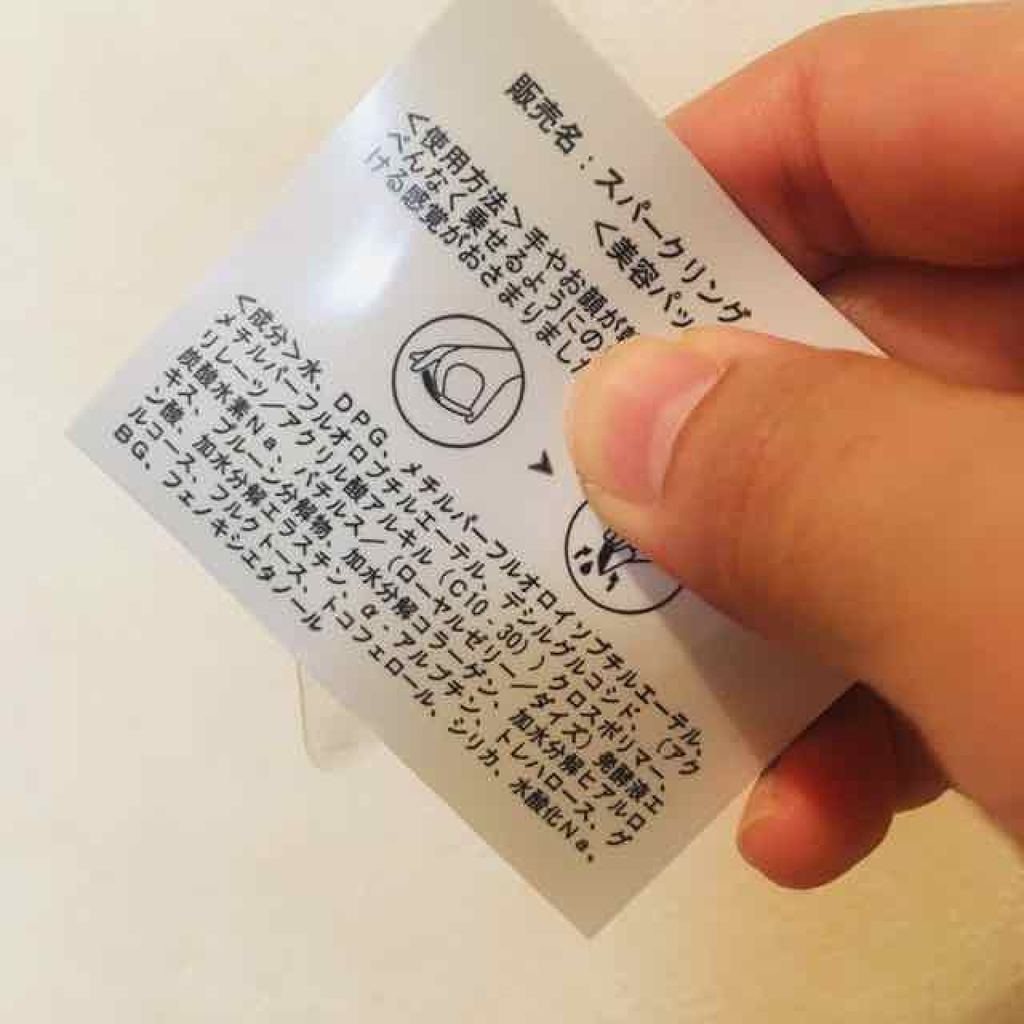 販売名:スパークリング
<美容パッ
<使用方法>手やお顔が
べんなく乗せるようにの
ける感覚がおさまりました
<成分>水、DPG、メチルパーフルオロイソブチルエーテル、
メチルパーフルオロブチルエーテル、デシルグルコシド、(アク
リレーツ/アクリル酸アルキル(C10-30))クロスポリマー、
炭酸水素Na、バチルス/(ローヤルゼリー/ダイズ)発酵液エ
キス、プルーン分解物、加水分解コラーゲン、加水分解ヒアルロ
ン酸、加水分解エラスチン、α-アルブチン、トレハロース、グ
ルコース、フルクトース、トコフェロール、シリカ、水酸化Na、
BG、フェノキシエタノール